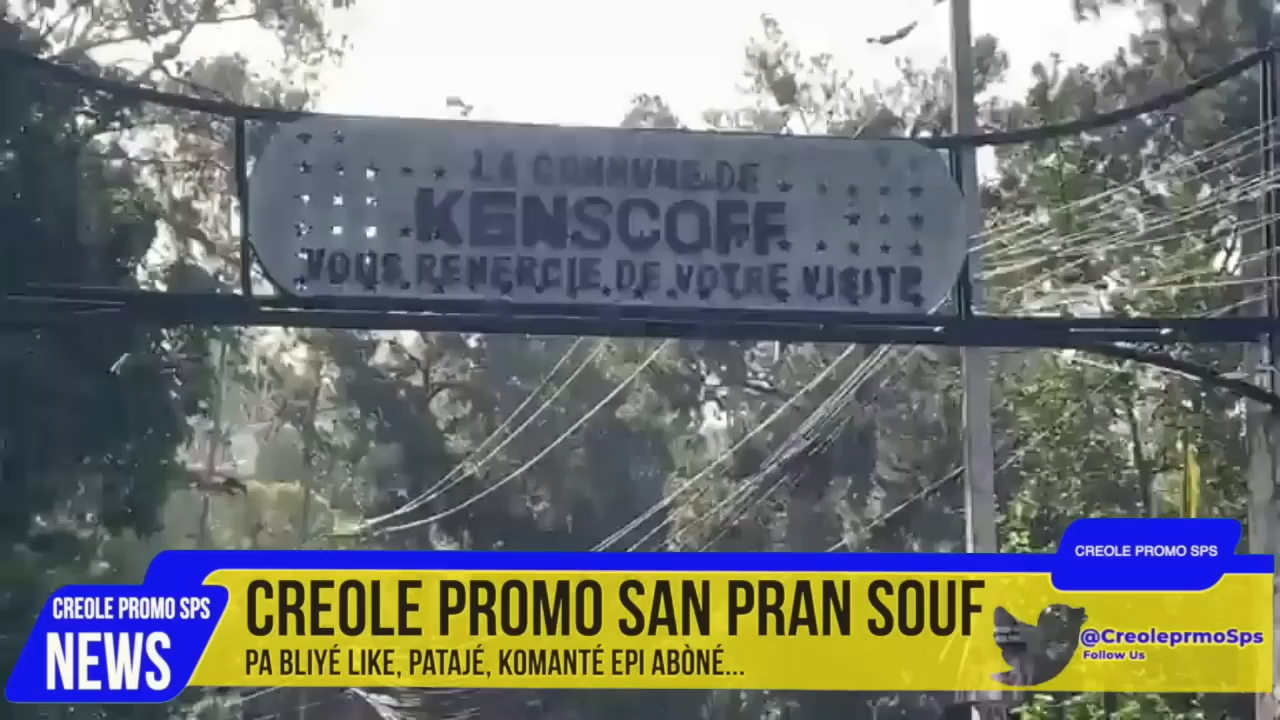 LA COMMUNE DE
KENSCOFF
VOUS REMERCIE DE VOTRE VISITE
CREOLE PROMO SPS
CREOLE PROMO SPS
NEWS
CREOLE PROMO SAN PRAN SOUF
PA BLIYÉ LIKE, PATAJÉ, KOMANTÉ EPI ABÒNÉ...
@CreoleprmoSps
Follow Us